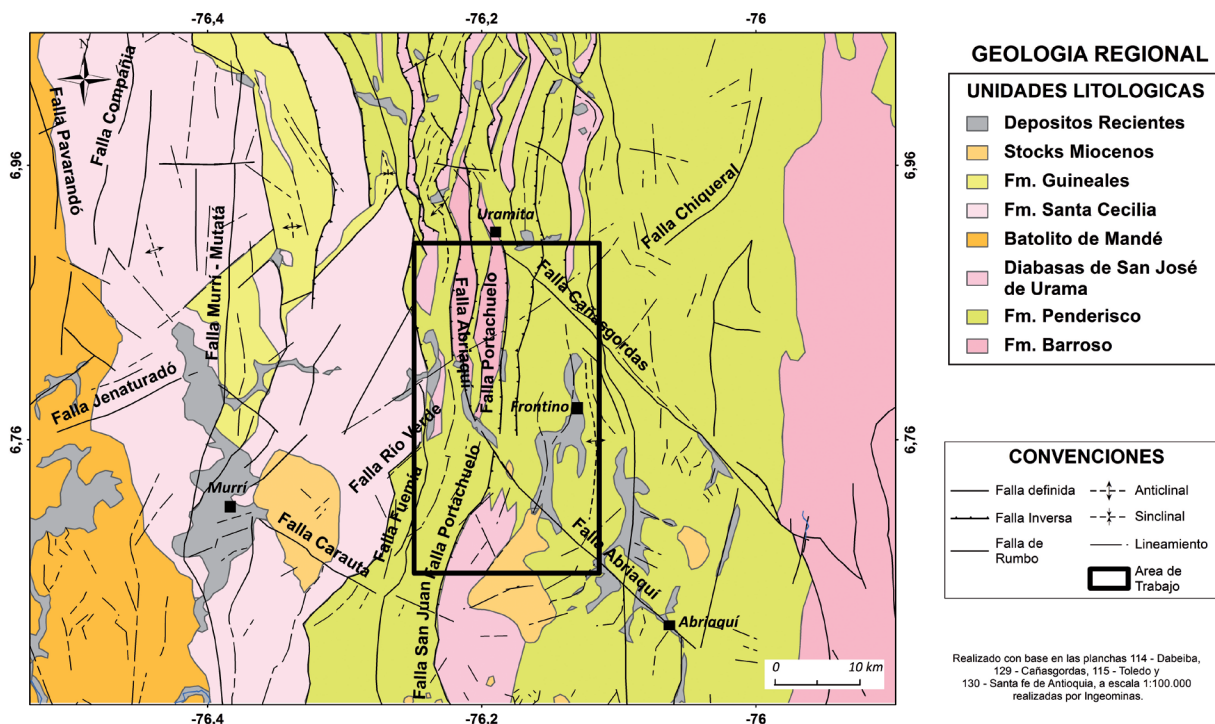 -76,4
-76,2
-76
N
6,96
6,76
6,96
6,76
Falla Pavarandó
Falla Compañia
Falla Murrí - Mutatá
Uramita
Falla Chiqueral
Falla Cañasgordas
Falla Abriaquí
Falla Portachuelo
Falla Jenaturadó
Frontino
Falla Río Verde
Murrí
Falla Fuemia
Falla Portachuelo
Falla Carauta
Falla Abriaquí
Falla San Juan
Abriaquí
0
10 km
-76,4
-76,2
-76
GEOLOGIA REGIONAL
UNIDADES LITOLOGICAS
Depositos Recientes
Stocks Miocenos
Fm. Guineales
Fm. Santa Cecilia
Batolito de Mandé
Diabasas de San José
de Urama
Fm. Penderisco
Fm. Barroso
CONVENCIONES
Falla definida
Anticlinal
Falla Inversa
Sinclinal
Falla de
Rumbo
Lineamiento
Area de
Trabajo
Realizado con base en las planchas 114 - Dabeiba,
129 - Cañasgordas, 115 - Toledo y
130 - Santa fe de Antioquia, a escala 1:100.000
realizadas por Ingeominas.